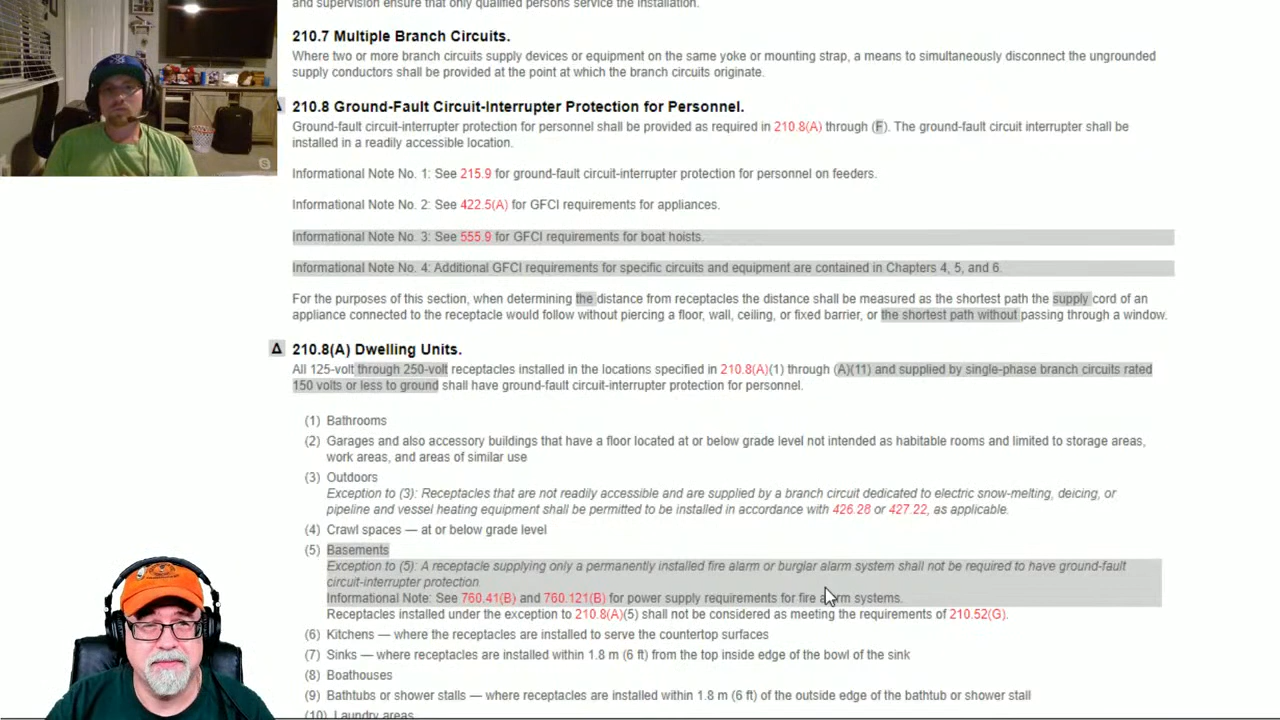 and supervision ensure that only qualified persons service the installation.
210.7 Multiple Branch Circuits.
Where two or more branch circuits supply devices or equipment on the same yoke or mounting strap, a means to simultaneously disconnect the ungrounded
supply conductors shall be provided at the point at which the branch circuits originate.
210.8 Ground-Fault Circuit-Interrupter Protection for Personnel.
Ground-fault circuit-interrupter protection for personnel shall be provided as required in 210.8(A) through (F). The ground-fault circuit interrupter shall be
installed in a readily accessible location.
Informational Note No. 1: See 215.9 for ground-fault circuit-interrupter protection for personnel on feeders.
Informational Note No. 2: See 422.5(A) for GFCI requirements for appliances.
Informational Note No. 3: See 555.9 for GFCI requirements for boat hoists.
Informational Note No. 4: Additional GFCI requirements for specific circuits and equipment are contained in Chapters 4, 5, and 6.
For the purposes of this section, when determining the distance from receptacles the distance shall be measured as the shortest path the supply cord of an
appliance connected to the receptacle would follow without piercing a floor, wall, ceiling, or fixed barrier, or the shortest path without passing through a window.
Δ 210.8(A) Dwelling Units.
All 125-volt through 250-volt receptacles installed in the locations specified in 210.8(A)(1) through (A)(11) and supplied by single-phase branch circuits rated
150 volts or less to ground shall have ground-fault circuit-interrupter protection for personnel.
(1) Bathrooms
(2) Garages and also accessory buildings that have a floor located at or below grade level not intended as habitable rooms and limited to storage areas,
work areas, and areas of similar use
(3) Outdoors
Exception to (3): Receptacles that are not readily accessible and are supplied by a branch circuit dedicated to electric snow-melting, deicing, or
pipeline and vessel heating equipment shall be permitted to be installed in accordance with 426.28 or 427.22, as applicable.
(4) Crawl spaces — at or below grade level
(5) Basements
Exception to (5): A receptacle supplying only a permanently installed fire alarm or burglar alarm system shall not be required to have ground-fault
circuit-interrupter protection.
Informational Note: See 760.41(B) and 760.121(B) for power supply requirements for fire alarm systems.
Receptacles installed under the exception to 210.8(A)(5) shall not be considered as meeting the requirements of 210.52(G).
(6) Kitchens — where the receptacles are installed to serve the countertop surfaces
(7) Sinks — where receptacles are installed within 1.8 m (6 ft) from the top inside edge of the bowl of the sink
(8) Boathouses
(9) Bathtubs or shower stalls — where receptacles are installed within 1.8 m (6 ft) of the outside edge of the bathtub or shower stall
(10) Laundry areas